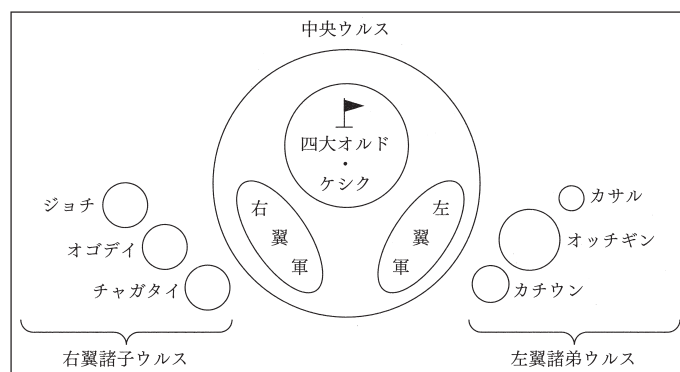 中央ウルス
四大オルド
・
ケシク
右翼軍
左翼軍
ジョチ
オゴデイ
チャガタイ
右翼諸子ウルス
カサル
オッチギン
カチウン
左翼諸弟ウルス